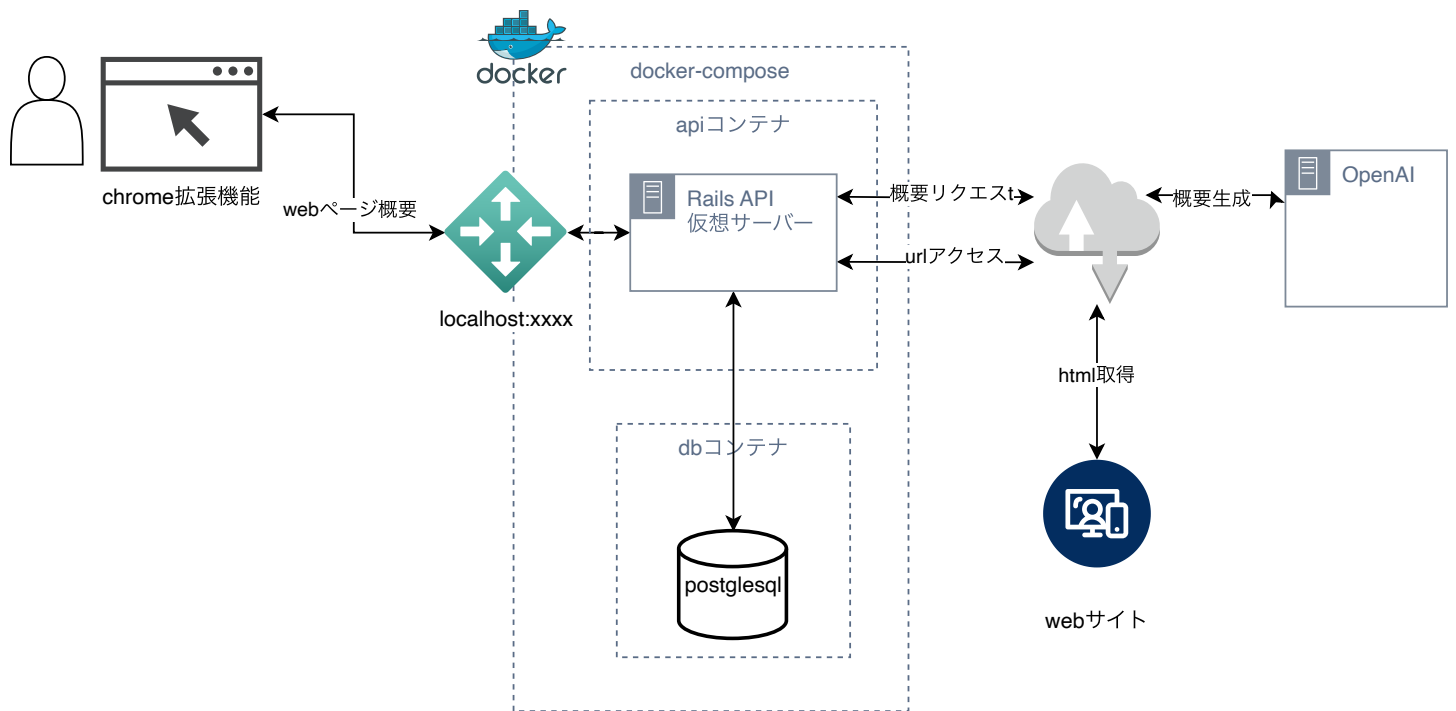 docker
docker-compose
apiコンテナ
chrome拡張機能
webページ概要
Rails API
仮想サーバー
概要リクエスt
概要生成
OpenAI
urlアクセス
localhost:xxxx
html取得
dbコンテナ
postglesql
webサイト